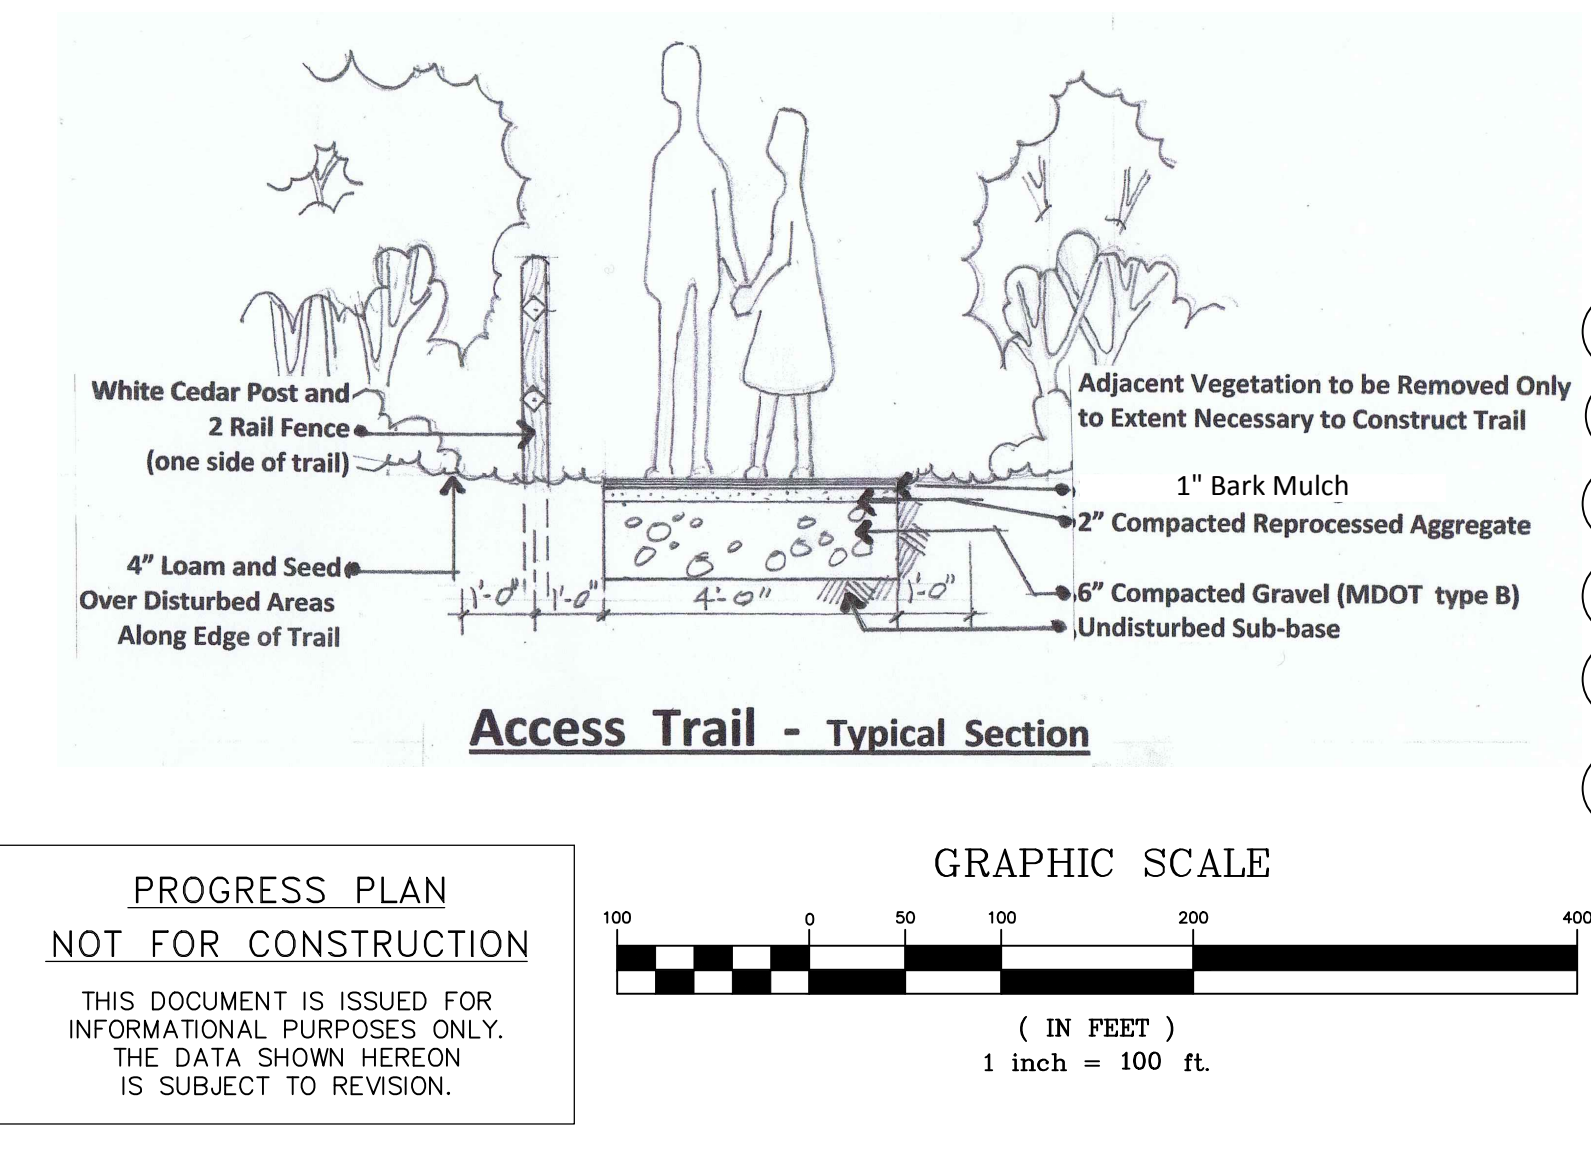 White Cedar Post and
2 Rail Fence
(one side of trail)
4” Loam and Seed
Over Disturbed Areas
Along Edge of Trail
Adjacent Vegetation to be Removed Only
to Extent Necessary to Construct Trail
1" Bark Mulch
2” Compacted Reprocessed Aggregate
6” Compacted Gravel (MDOT type B)
Undisturbed Sub-base
1'-0" 1'-0" 4'-0" 1'-0"
Access Trail - Typical Section
PROGRESS PLAN
NOT FOR CONSTRUCTION
THIS DOCUMENT IS ISSUED FOR
INFORMATIONAL PURPOSES ONLY.
THE DATA SHOWN HEREON
IS SUBJECT TO REVISION.
GRAPHIC SCALE
100 0 50 100 200 400
( IN FEET )
1 inch = 100 ft.